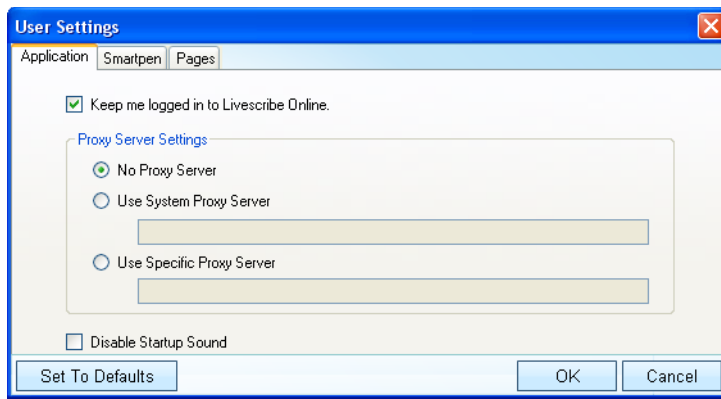 User Settings
Application Smartpen Pages
Keep me logged in to Livescribe Online.
Proxy Server Settings
No Proxy Server
Use System Proxy Server
Use Specific Proxy Server
Disable Startup Sound
Set To Defaults OK Cancel